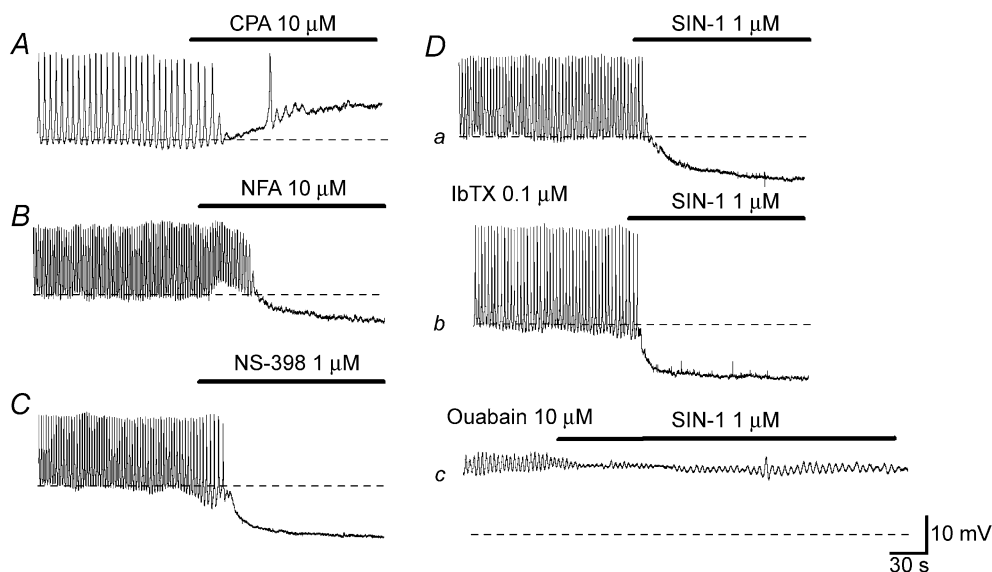 A
CPA 10 μM
B
NFA 10 μM
C
NS-398 1 μM
D
SIN-1 1 μM
a
IbTX 0.1 μM
SIN-1 1 μM
b
Ouabain 10 μM
SIN-1 1 μM
c
10 mV
30 s